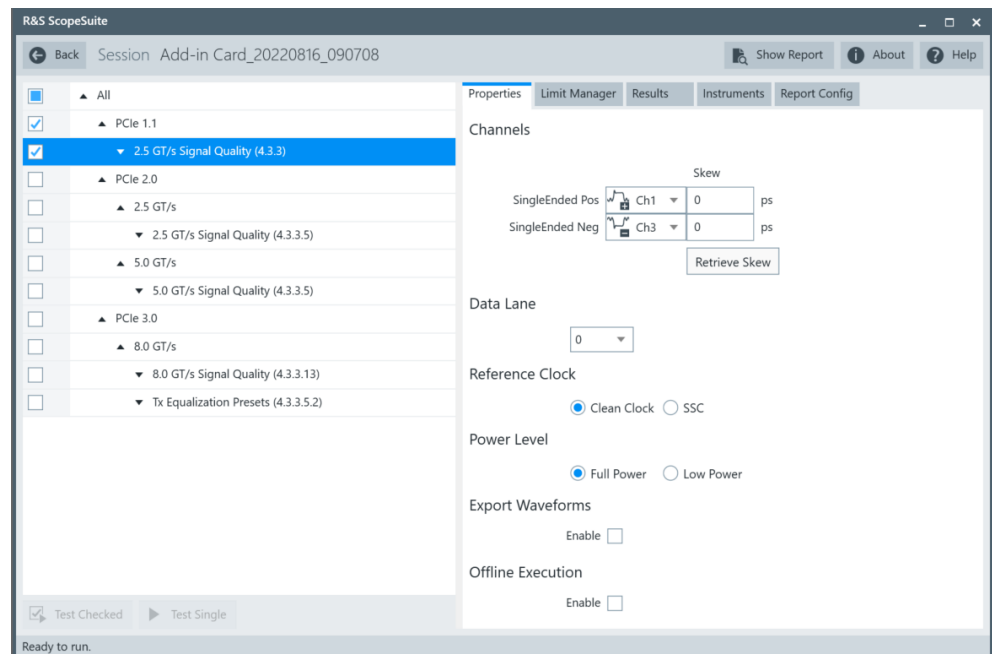 R&S ScopeSuite
Back Session Add-in Card_20220816_090708 Show Report About Help
All
PCIe 1.1
2.5 GT/s Signal Quality (4.3.3)
PCIe 2.0
2.5 GT/s
2.5 GT/s Signal Quality (4.3.3.5)
5.0 GT/s
5.0 GT/s Signal Quality (4.3.3.5)
PCIe 3.0
8.0 GT/s
8.0 GT/s Signal Quality (4.3.3.13)
Tx Equalization Presets (4.3.3.5.2)
Test Checked Test Single
Properties Limit Manager Results Instruments Report Config
Channels
Skew
SingleEnded Pos Ch1 0 ps
SingleEnded Neg Ch3 0 ps
Retrieve Skew
Data Lane
0
Reference Clock
Clean Clock SSC
Power Level
Full Power Low Power
Export Waveforms
Enable
Offline Execution
Enable
Ready to run.